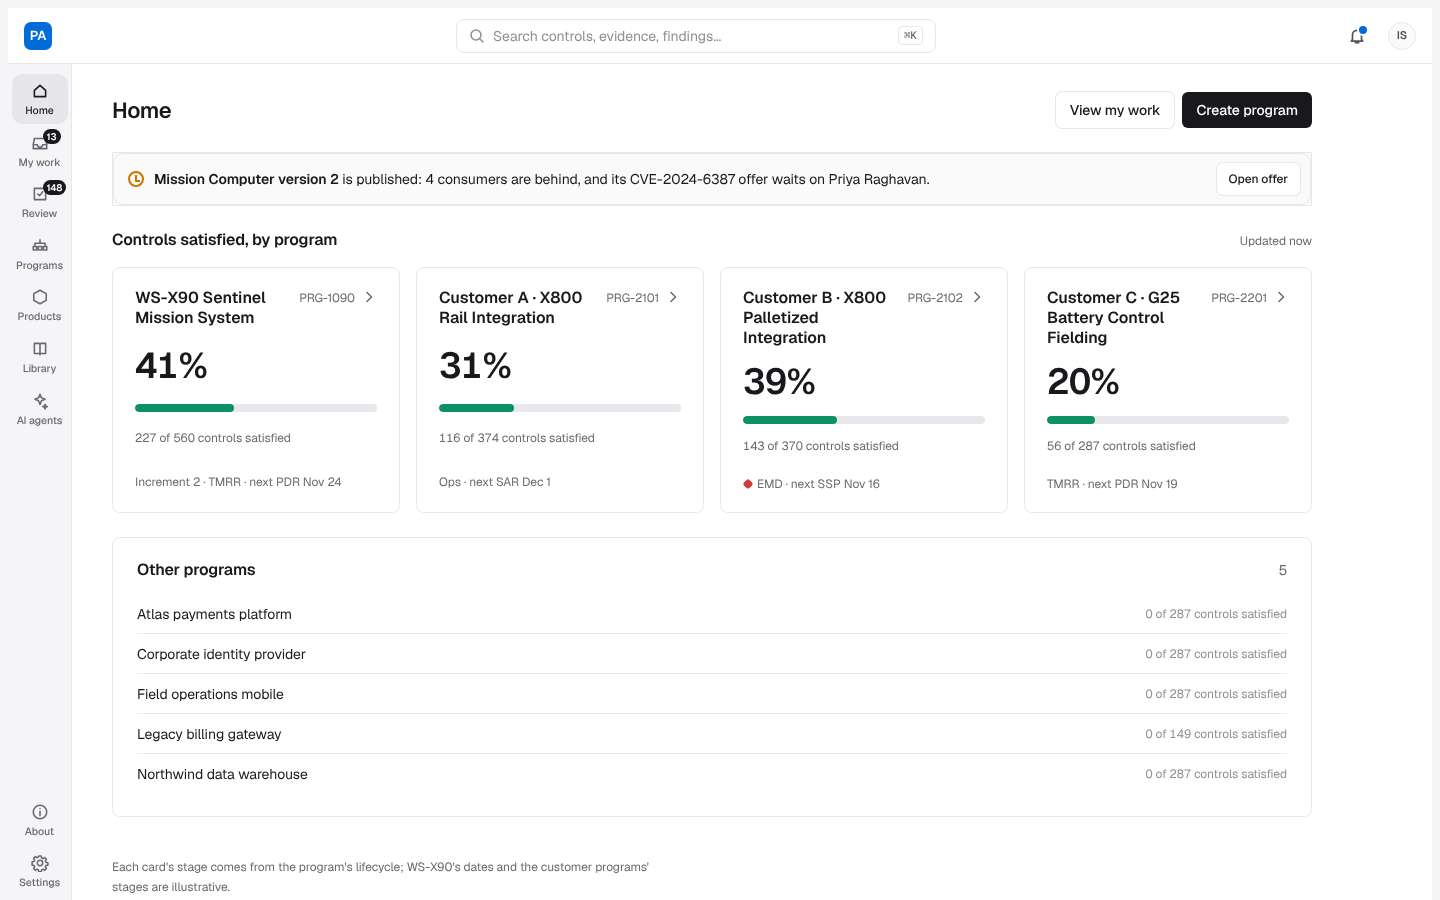 PA
Search controls, evidence, findings...
⌘K
IS
Home
13
My work
148
Review
Programs
Products
Library
AI agents
About
Settings
Home
View my work
Create program
Mission Computer version 2 is published: 4 consumers are behind, and its CVE-2024-6387 offer waits on Priya Raghavan.
Open offer
Controls satisfied, by program
Updated now
WS-X90 Sentinel
Mission System
PRG-1090
41%
227 of 560 controls satisfied
Increment 2 · TMRR · next PDR Nov 24
Customer A · X800
Rail Integration
PRG-2101
31%
116 of 374 controls satisfied
Ops · next SAR Dec 1
Customer B · X800
Palletized
Integration
PRG-2102
39%
143 of 370 controls satisfied
EMD · next SSP Nov 16
Customer C · G25
Battery Control
Fielding
PRG-2201
20%
56 of 287 controls satisfied
TMRR · next PDR Nov 19
Other programs
5
Atlas payments platform
0 of 287 controls satisfied
Corporate identity provider
0 of 287 controls satisfied
Field operations mobile
0 of 287 controls satisfied
Legacy billing gateway
0 of 149 controls satisfied
Northwind data warehouse
0 of 287 controls satisfied
Each card's stage comes from the program's lifecycle; WS-X90's dates and the customer programs'
stages are illustrative.